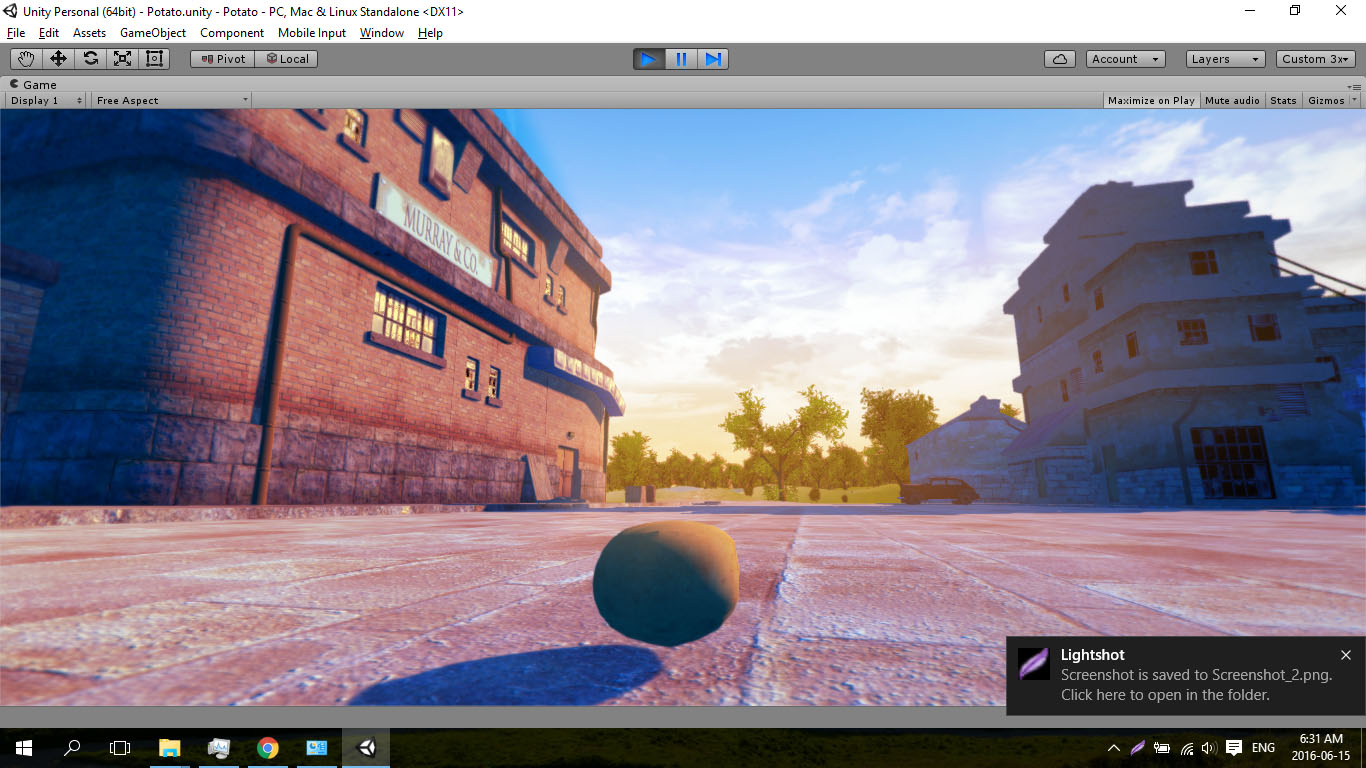 Unity Personal (64bit) - Potato.unity - Potato - PC, Mac & Linux Standalone <DX11>
File Edit Assets GameObject Component Mobile Input Window Help
Pivot Local Account Layers Custom 3x
Game
Display 1 Free Aspect Maximize on Play Mute audio Stats Gizmos
MURRAY & CO.
Lightshot
Screenshot is saved to Screenshot_2.png.
Click here to open in the folder.
ENG
6:31 AM
2016-06-15